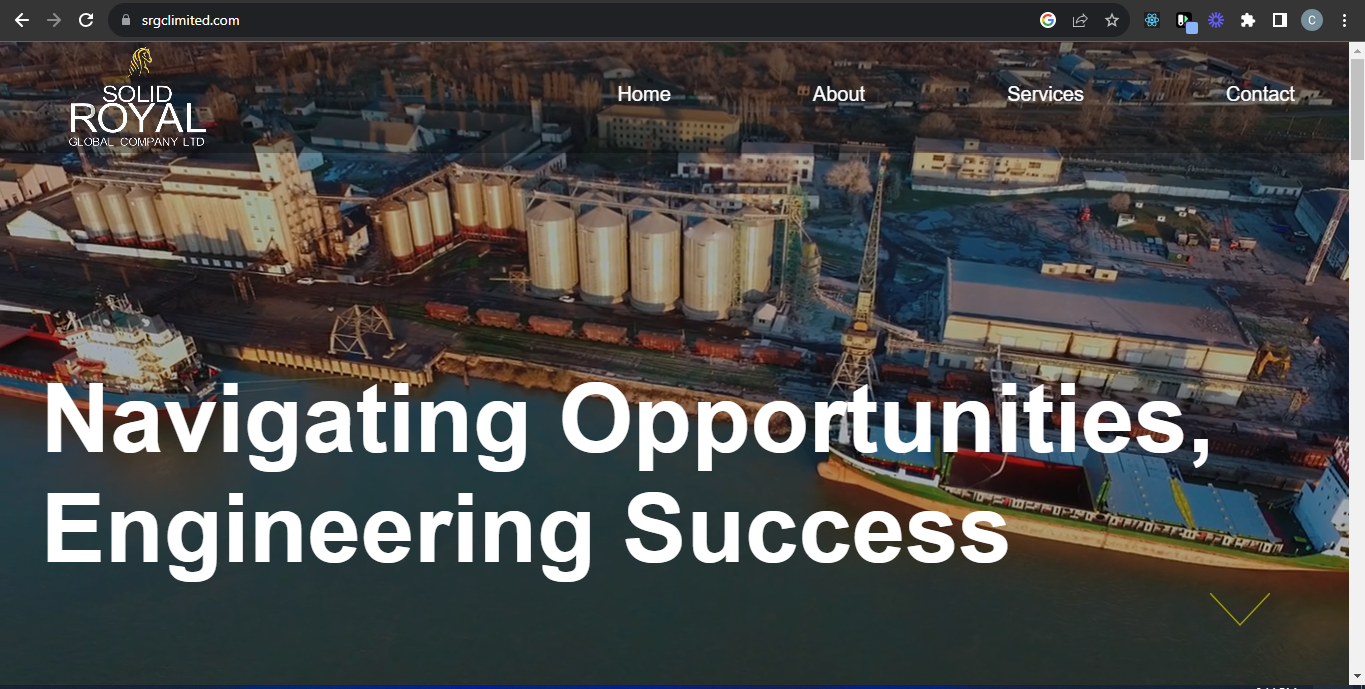 srgclimited.com
C
SOLID
ROYAL
GLOBAL COMPANY LTD
Home
About
Services
Contact
Navigating Opportunities,
Engineering Success